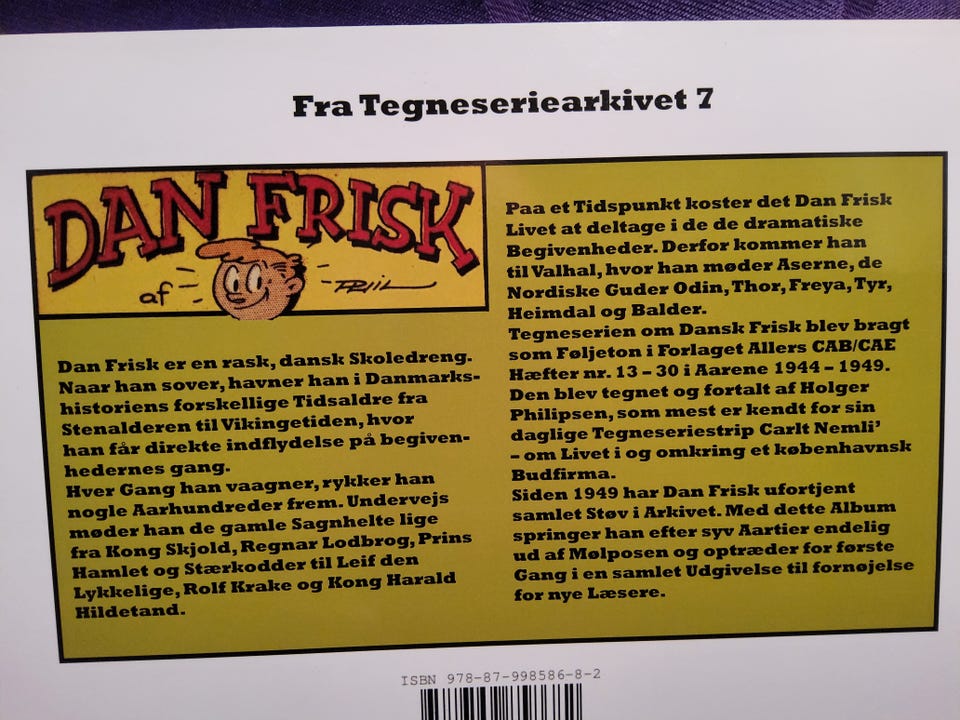 Fra Tegneseriearkivet 7
DAN FRISK
af PRIIL
Dan Frisk er en rask, dansk Skoledreng.
Naar han sover, havner han i Danmarks-
historiens forskellige Tidsaldre fra
Stenalderen til Vikingetiden, hvor
han får direkte indflydelse på begiven-
hedernes gang.
Hver Gang han vaagner, rykker han
nogle Aarhundreder frem. Undervejs
møder han de gamle Sagnhelte lige
fra Kong Skjold, Regnar Lodbrog, Prins
Hamlet og Stærkodder til Leif den
Lykkelige, Rolf Krake og Kong Harald
Hildetand.
Paa et Tidspunkt koster det Dan Frisk
Livet at deltage i de de dramatiske
Begivenheder. Derfor kommer han
til Valhal, hvor han møder Aserne, de
Nordiske Guder Odin, Thor, Freya, Tyr,
Heimdal og Balder.
Tegneserien om Dansk Frisk blev bragt
som Føljeton i Forlaget Allers CAB/CAE
Hæfter nr. 13 – 30 i Aarene 1944 – 1949.
Den blev tegnet og fortalt af Holger
Philipsen, som mest er kendt for sin
daglige Tegneseriestrip Carlt Nemli’
– om Livet i og omkring et københavnsk
Budfirma.
Siden 1949 har Dan Frisk ufortjent
samlet Støv i Arkivet. Med dette Album
springer han efter syv Aartier endelig
ud af Mølposen og optræder for første
Gang i en samlet Udgivelse til fornøjelse
for nye Læsere.
ISBN 978-87-998586-8-2